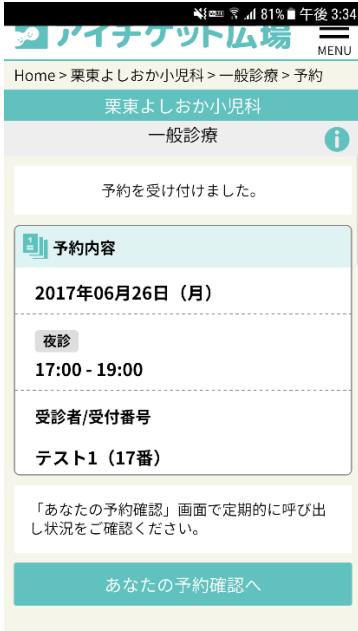 81% 午後 3:34
アイチケット広場
MENU
Home > 栗東よしおか小児科 > 一般診療 > 予約
栗東よしおか小児科
一般診療
i
予約を受け付けました。
予約内容
2017年06月26日（月）
夜診
17:00 - 19:00
受診者/受付番号
テスト1（17番）
「あなたの予約確認」画面で定期的に呼び出
し状況をご確認ください。
あなたの予約確認へ